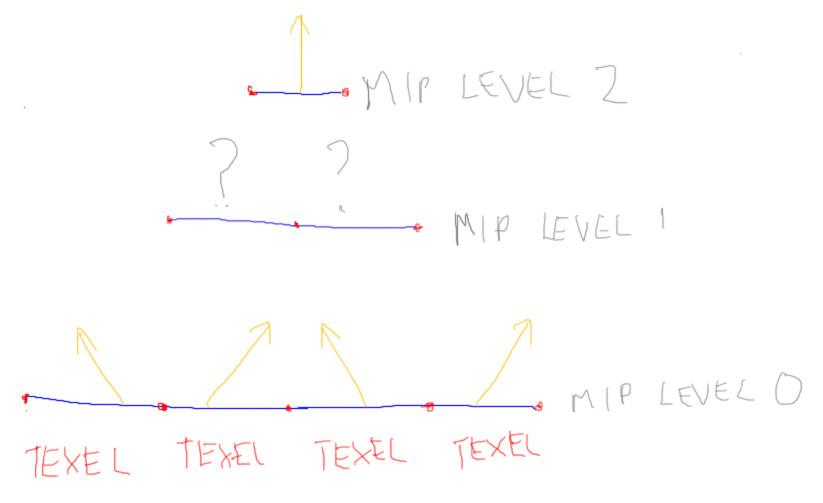 MIP LEVEL 2
? ?
MIP LEVEL 1
MIP LEVEL 0
TEXEL TEXEL TEXEL TEXEL